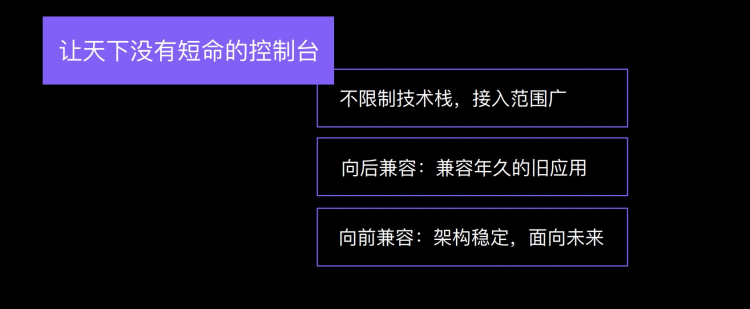 让天下没有短命的控制台
不限制技术栈，接入范围广
向后兼容：兼容年久的旧应用
向前兼容：架构稳定，面向未来